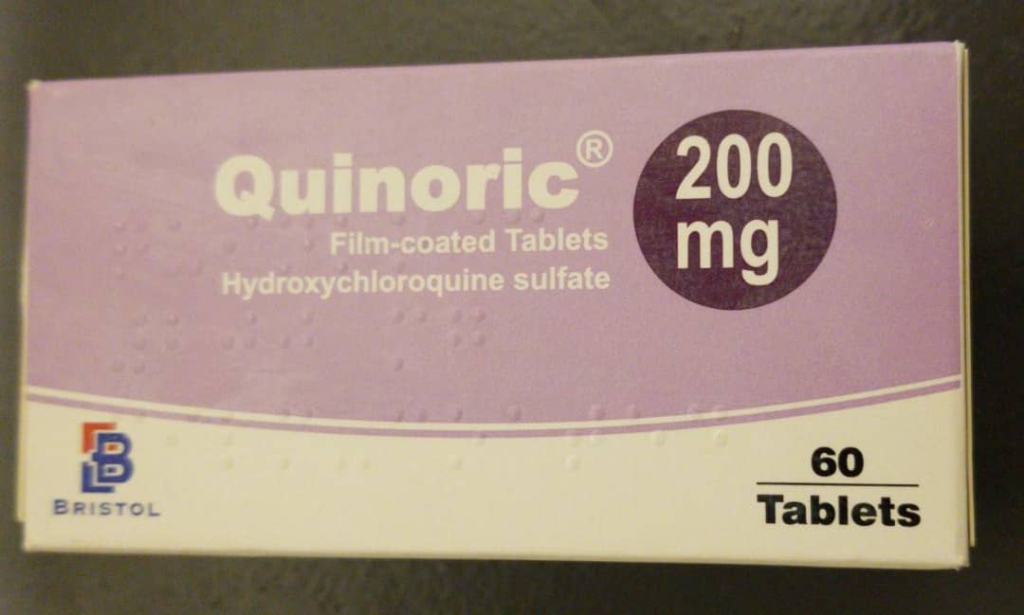 Quinoric®
Film-coated Tablets
Hydroxychloroquine sulfate
200
mg
BRISTOL
60
Tablets